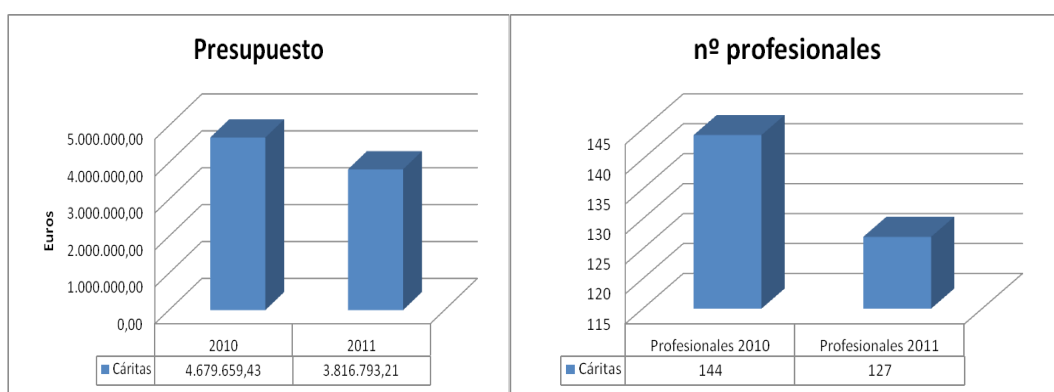 Presupuesto
5.000.000,00
4.000.000,00
3.000.000,00
2.000.000,00
1.000.000,00
0,00
Euros
2010 2011
Cáritas 4.679.659,43 3.816.793,21
nº profesionales
145
140
135
130
125
120
115
Profesionales 2010 Profesionales 2011
Cáritas 144 127